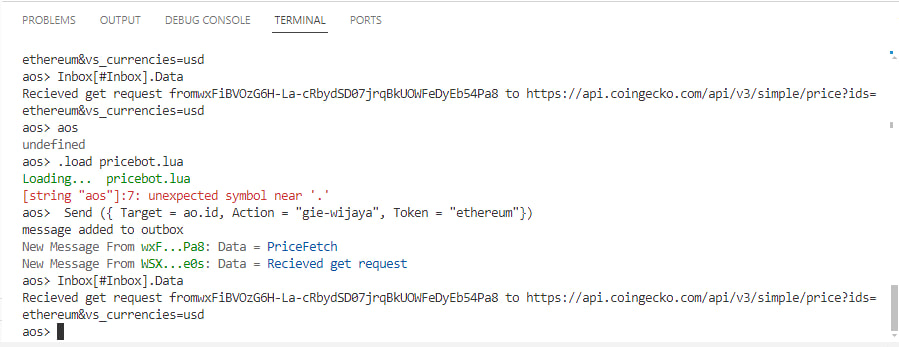 PROBLEMS OUTPUT DEBUG CONSOLE TERMINAL PORTS
ethereum&vs_currencies=usd
aos> Inbox[#Inbox].Data
Recieved get request fromwxFiBVOzG6H-La-cRbydSD07jrqBkUOWFeDyEb54Pa8 to https://api.coingecko.com/api/v3/simple/price?ids=
ethereum&vs_currencies=usd
aos> aos
undefined
aos> .load pricebot.lua
Loading...  pricebot.lua
[string "aos"]:7: unexpected symbol near '.'
aos>  Send ({ Target = ao.id, Action = "gie-wijaya", Token = "ethereum"})
message added to outbox
New Message From wxF...Pa8: Data = PriceFetch
New Message From WSX...e0s: Data = Recieved get request
aos> Inbox[#Inbox].Data
Recieved get request fromwxFiBVOzG6H-La-cRbydSD07jrqBkUOWFeDyEb54Pa8 to https://api.coingecko.com/api/v3/simple/price?ids=
ethereum&vs_currencies=usd
aos>